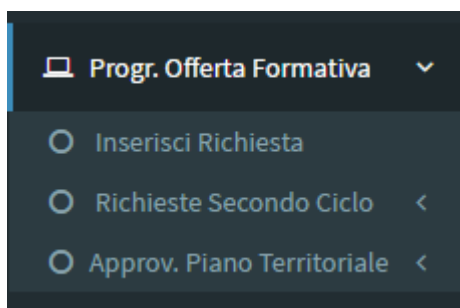 Progr. Offerta Formativa
Inserisci Richiesta
Richieste Secondo Ciclo
Approv. Piano Territoriale